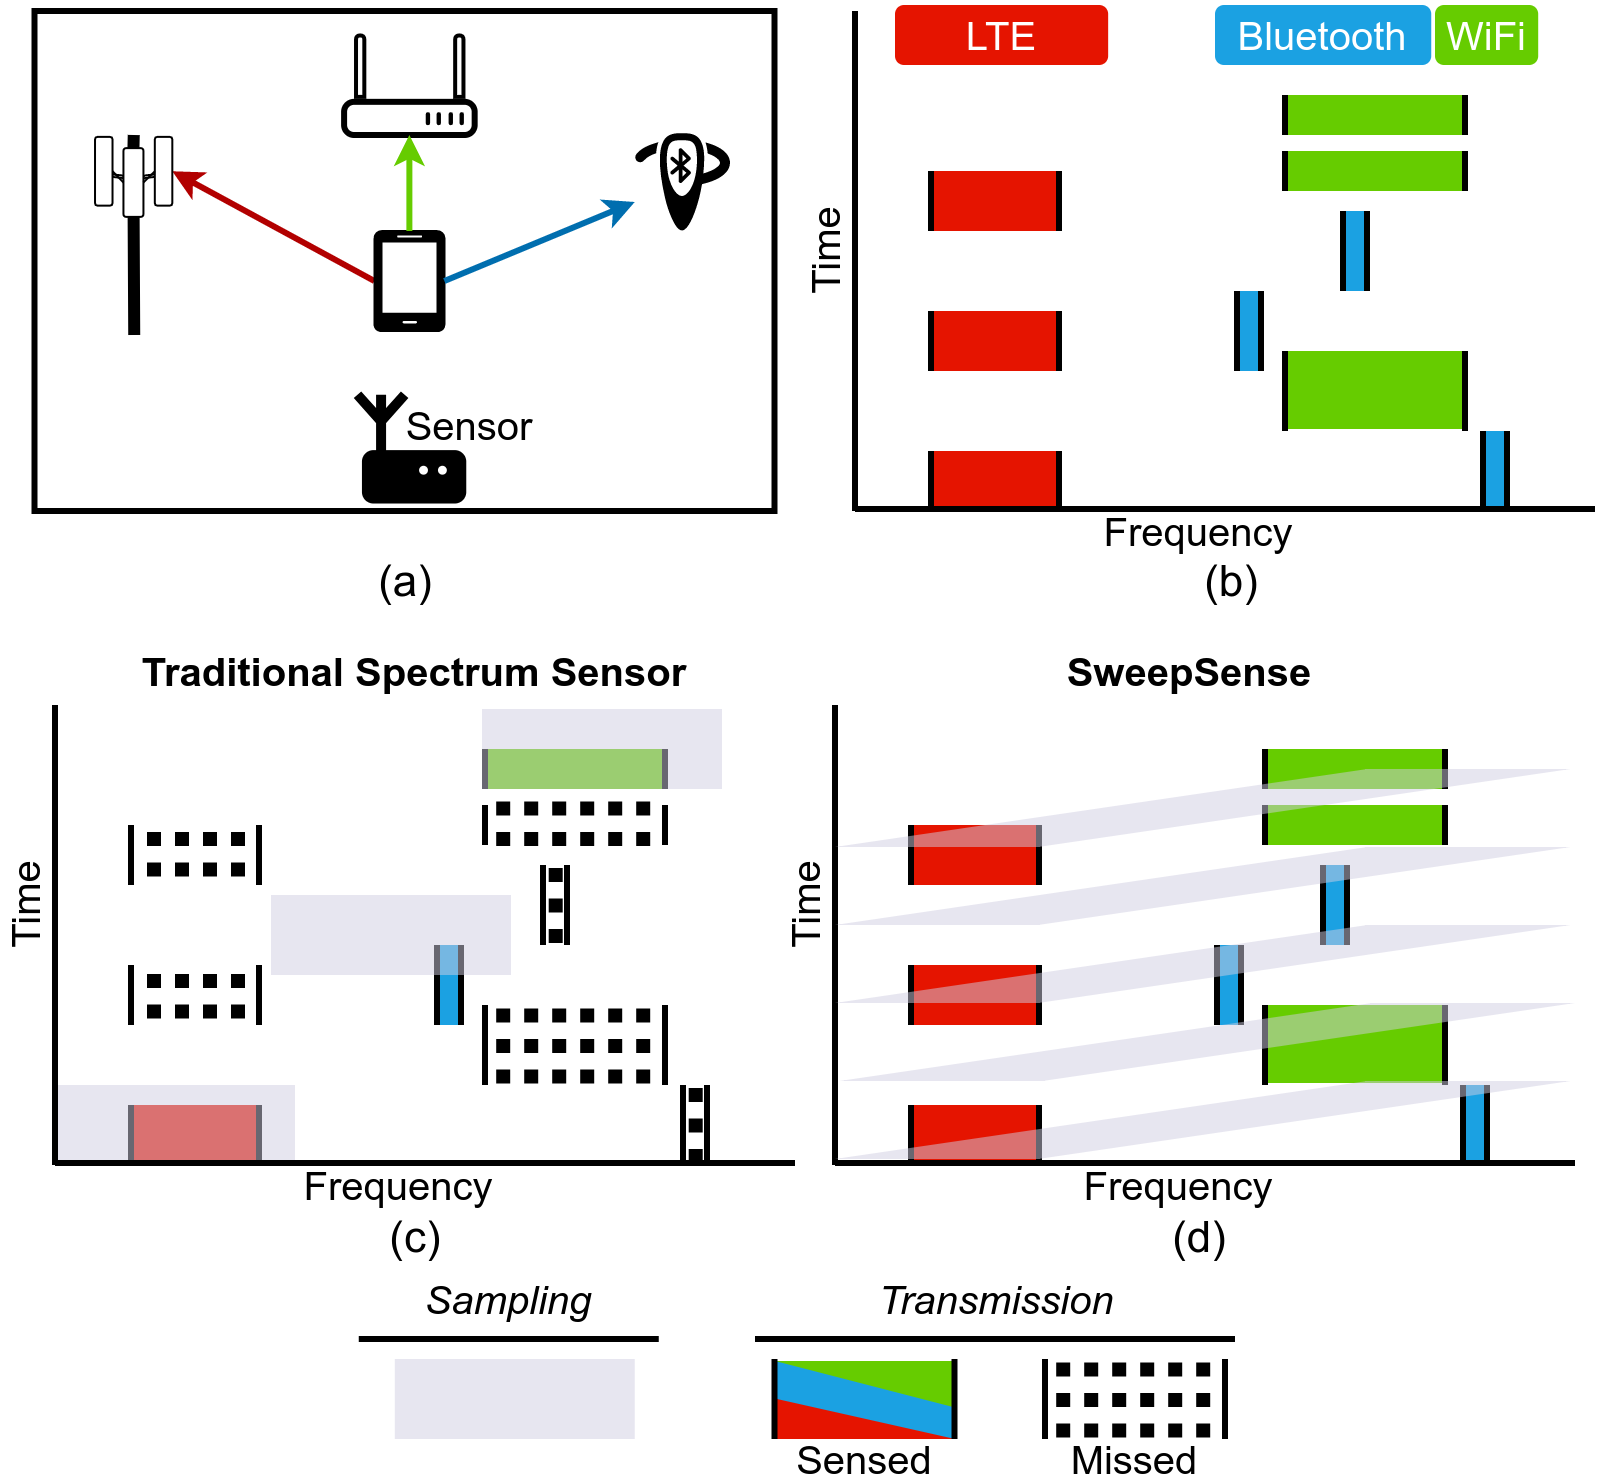 Sensor
(a)
LTE
Bluetooth
WiFi
Time
Frequency
(b)
Traditional Spectrum Sensor
Time
Frequency
(c)
SweepSense
Time
Frequency
(d)
Sampling
Transmission
Sensed
Missed